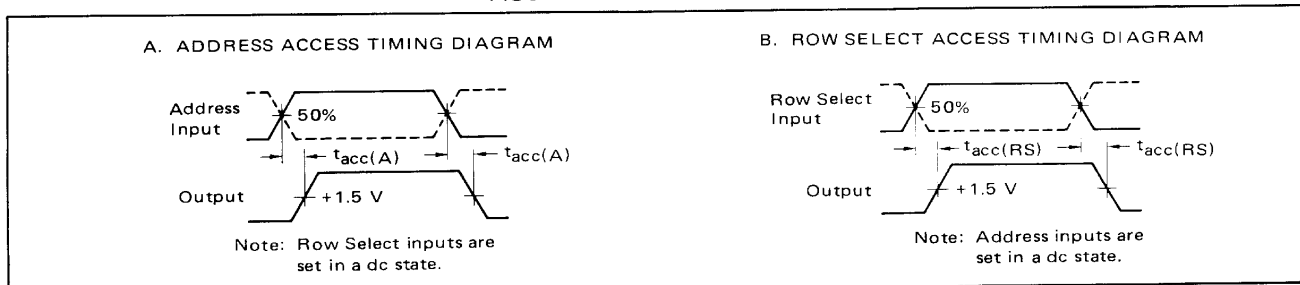 A. ADDRESS ACCESS TIMING DIAGRAM
Address
Input
50%
tacc(A)
tacc(A)
Output
+1.5 V
Note: Row Select inputs are
set in a dc state.
B. ROW SELECT ACCESS TIMING DIAGRAM
Row Select
Input
50%
tacc(RS)
tacc(RS)
Output
+1.5 V
Note: Address inputs are
set in a dc state.